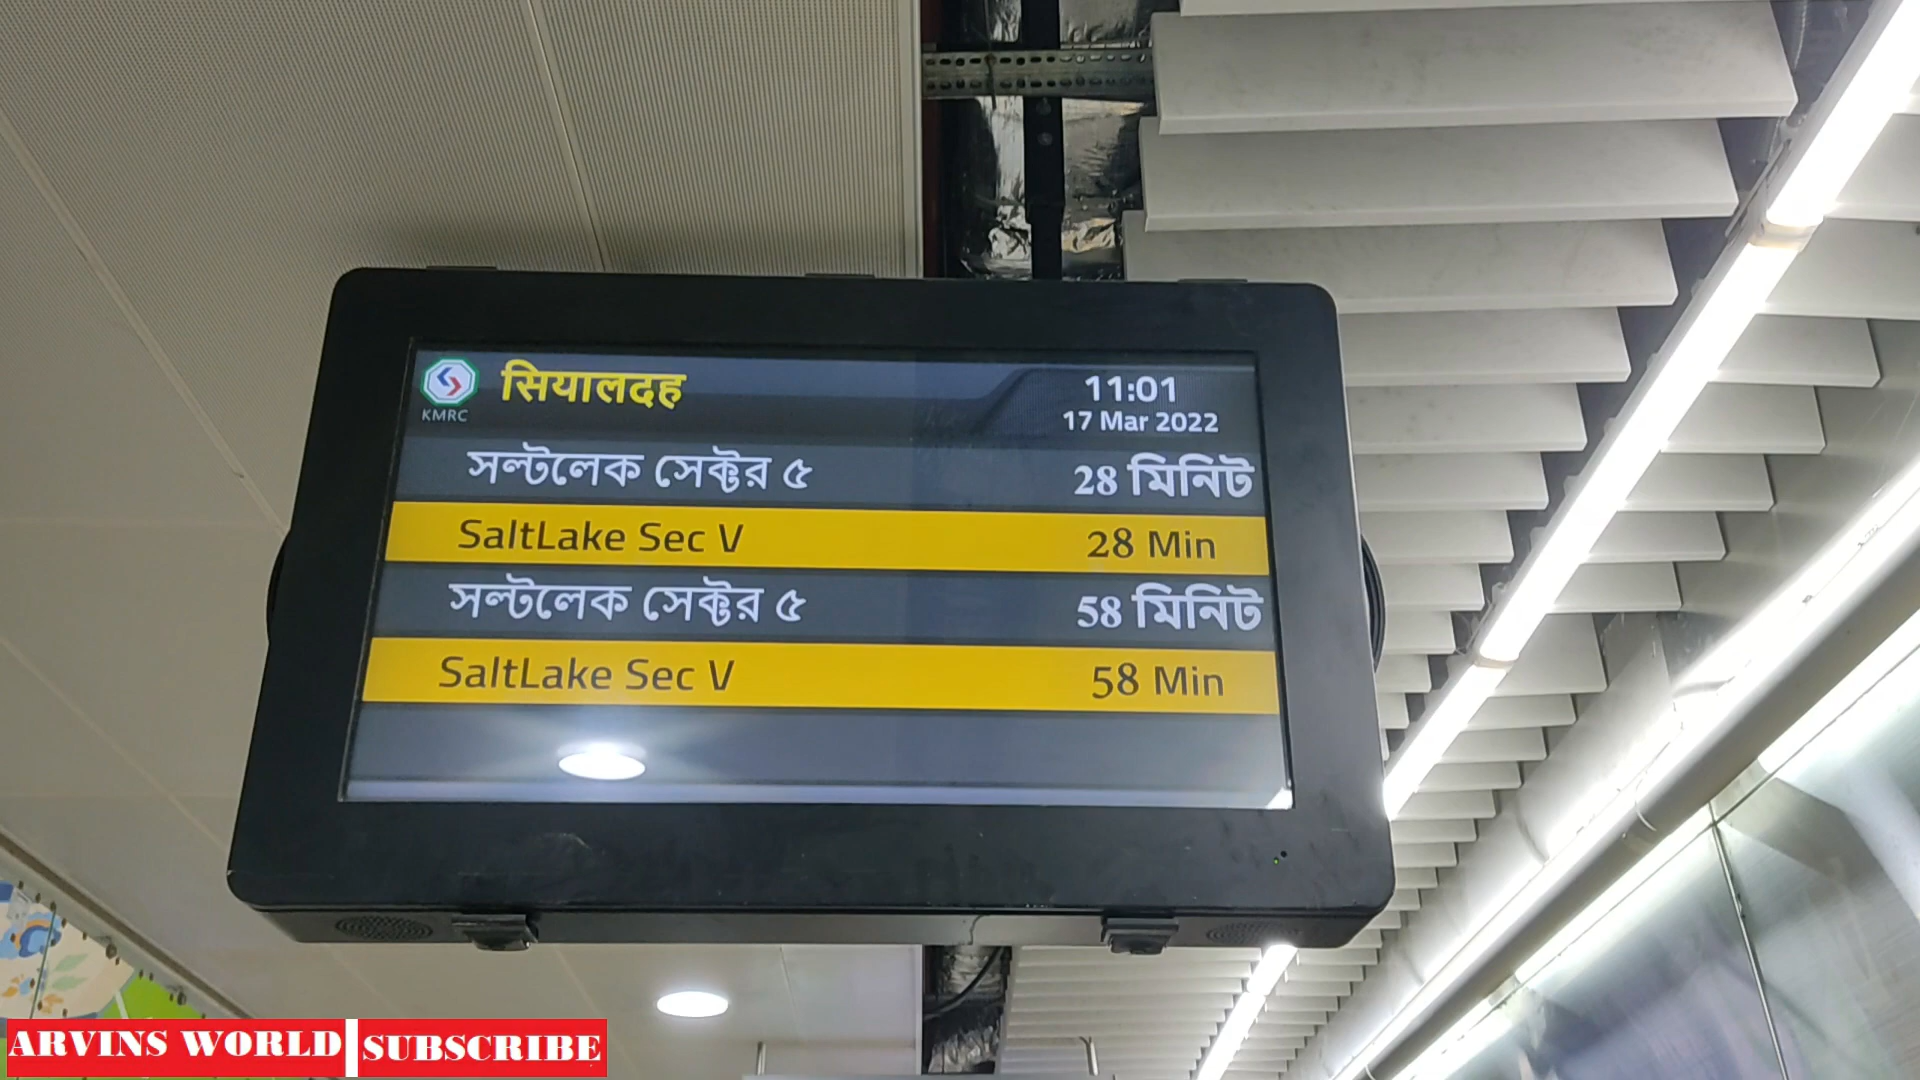 सियालदह
11:01
KMRC
17 Mar 2022
সল্টলেক সেক্টর ৫ 28 মিনিট
SaltLake Sec V 28 Min
সল্টলেক সেক্টর ৫ 58 মিনিট
SaltLake Sec V 58 Min
ARVINS WORLD SUBSCRIBE